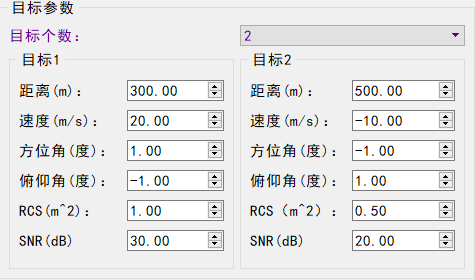 目标参数
目标个数： 2
目标1
距离(m)： 300.00
速度(m/s)： 20.00
方位角(度)： 1.00
俯仰角(度)： -1.00
RCS(m^2)： 1.00
SNR(dB) 30.00
目标2
距离(m)： 500.00
速度(m/s)： -10.00
方位角(度)： -1.00
俯仰角(度)： 1.00
RCS（m^2）： 0.50
SNR(dB) 20.00